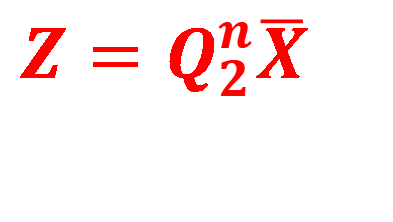 Z = Q₂ⁿX̅